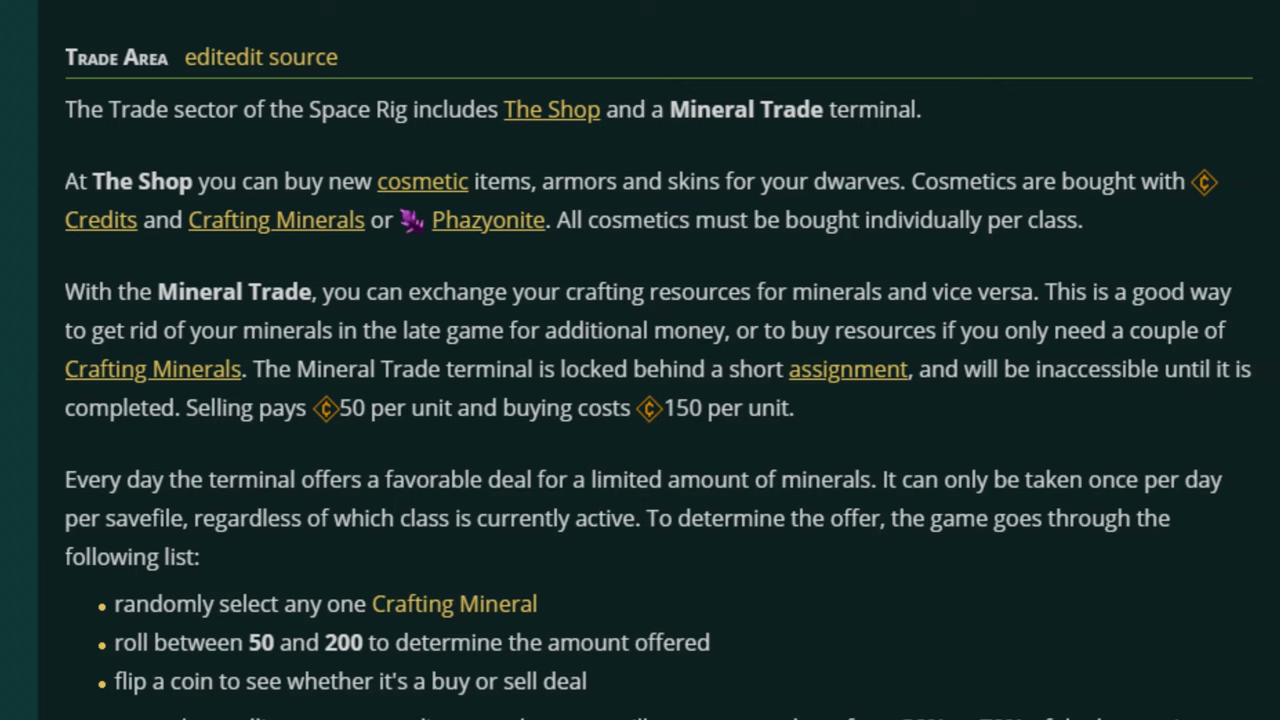 Trade Area editedit source
The Trade sector of the Space Rig includes The Shop and a Mineral Trade terminal.
At The Shop you can buy new cosmetic items, armors and skins for your dwarves. Cosmetics are bought with
Credits and Crafting Minerals or Phazyonite. All cosmetics must be bought individually per class.
With the Mineral Trade, you can exchange your crafting resources for minerals and vice versa. This is a good way
to get rid of your minerals in the late game for additional money, or to buy resources if you only need a couple of
Crafting Minerals. The Mineral Trade terminal is locked behind a short assignment, and will be inaccessible until it is
completed. Selling pays 50 per unit and buying costs 150 per unit.
Every day the terminal offers a favorable deal for a limited amount of minerals. It can only be taken once per day
per savefile, regardless of which class is currently active. To determine the offer, the game goes through the
following list:
• randomly select any one Crafting Mineral
• roll between 50 and 200 to determine the amount offered
• flip a coin to see whether it's a buy or sell deal